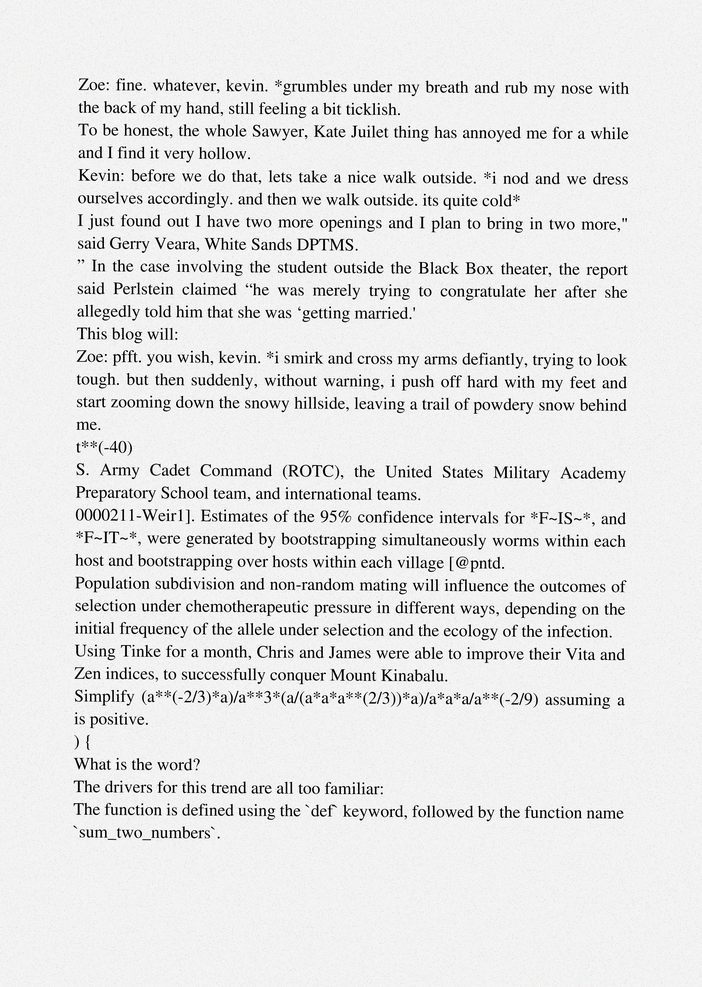 Zoe: fine. whatever, kevin. *grumbles under my breath and rub my nose with
the back of my hand, still feeling a bit ticklish.
To be honest, the whole Sawyer, Kate Juilet thing has annoyed me for a while
and I find it very hollow.
Kevin: before we do that, lets take a nice walk outside. *i nod and we dress
ourselves accordingly. and then we walk outside. its quite cold*
I just found out I have two more openings and I plan to bring in two more,"
said Gerry Veara, White Sands DPTMS.
” In the case involving the student outside the Black Box theater, the report
said Perlstein claimed “he was merely trying to congratulate her after she
allegedly told him that she was ‘getting married.'
This blog will:
Zoe: pfft. you wish, kevin. *i smirk and cross my arms defiantly, trying to look
tough. but then suddenly, without warning, i push off hard with my feet and
start zooming down the snowy hillside, leaving a trail of powdery snow behind
me.
t**(-40)
S. Army Cadet Command (ROTC), the United States Military Academy
Preparatory School team, and international teams.
0000211-Weir1]. Estimates of the 95% confidence intervals for *F~IS~*, and
*F~IT~*, were generated by bootstrapping simultaneously worms within each
host and bootstrapping over hosts within each village [@pntd.
Population subdivision and non-random mating will influence the outcomes of
selection under chemotherapeutic pressure in different ways, depending on the
initial frequency of the allele under selection and the ecology of the infection.
Using Tinke for a month, Chris and James were able to improve their Vita and
Zen indices, to successfully conquer Mount Kinabalu.
Simplify (a**(-2/3)*a)/a**3*(a/(a*a*a**(2/3))*a)/a*a*a/a**(-2/9) assuming a
is positive.
) {
What is the word?
The drivers for this trend are all too familiar:
The function is defined using the `def` keyword, followed by the function name
`sum_two_numbers`.